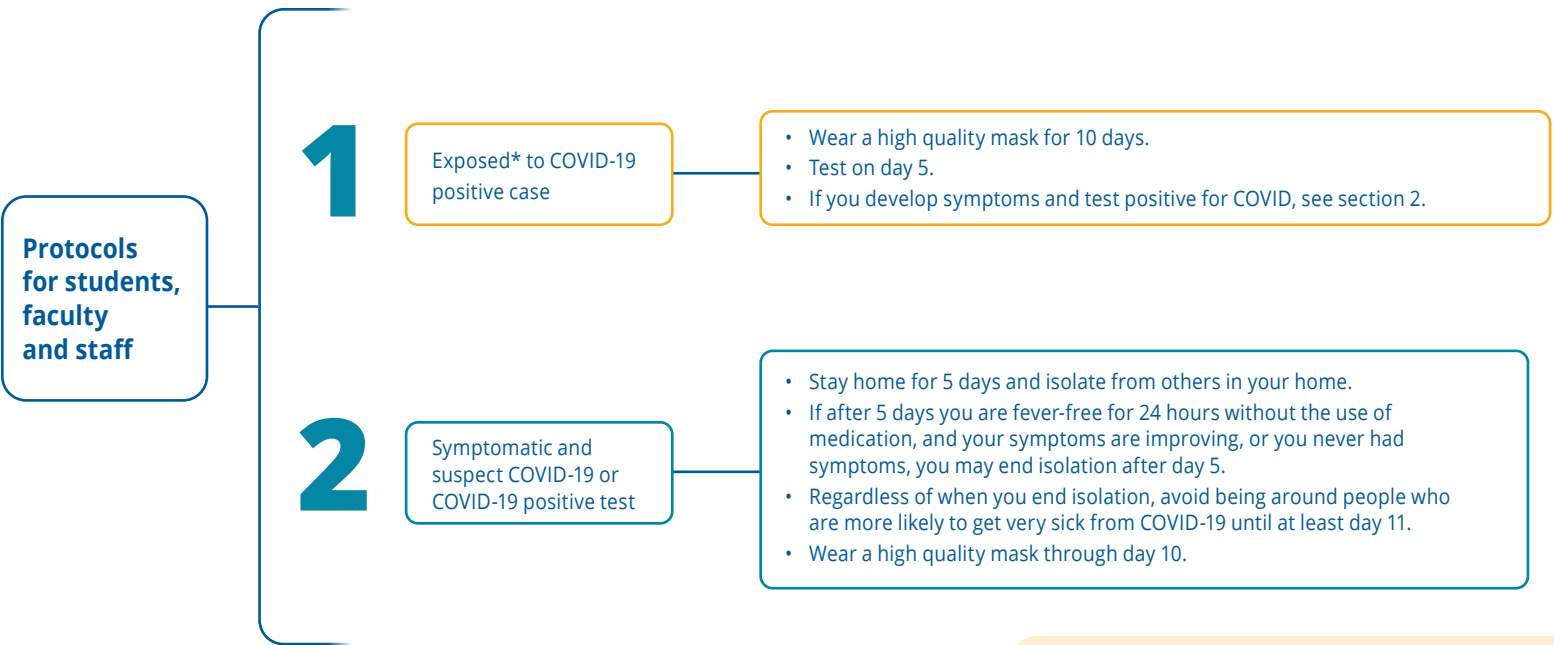 Protocols
for students,
faculty
and staff
1
Exposed* to COVID-19
positive case
• Wear a high quality mask for 10 days.
• Test on day 5.
• If you develop symptoms and test positive for COVID, see section 2.
2
Symptomatic and
suspect COVID-19 or
COVID-19 positive test
• Stay home for 5 days and isolate from others in your home.
• If after 5 days you are fever-free for 24 hours without the use of
medication, and your symptoms are improving, or you never had
symptoms, you may end isolation after day 5.
• Regardless of when you end isolation, avoid being around people who
are more likely to get very sick from COVID-19 until at least day 11.
• Wear a high quality mask through day 10.